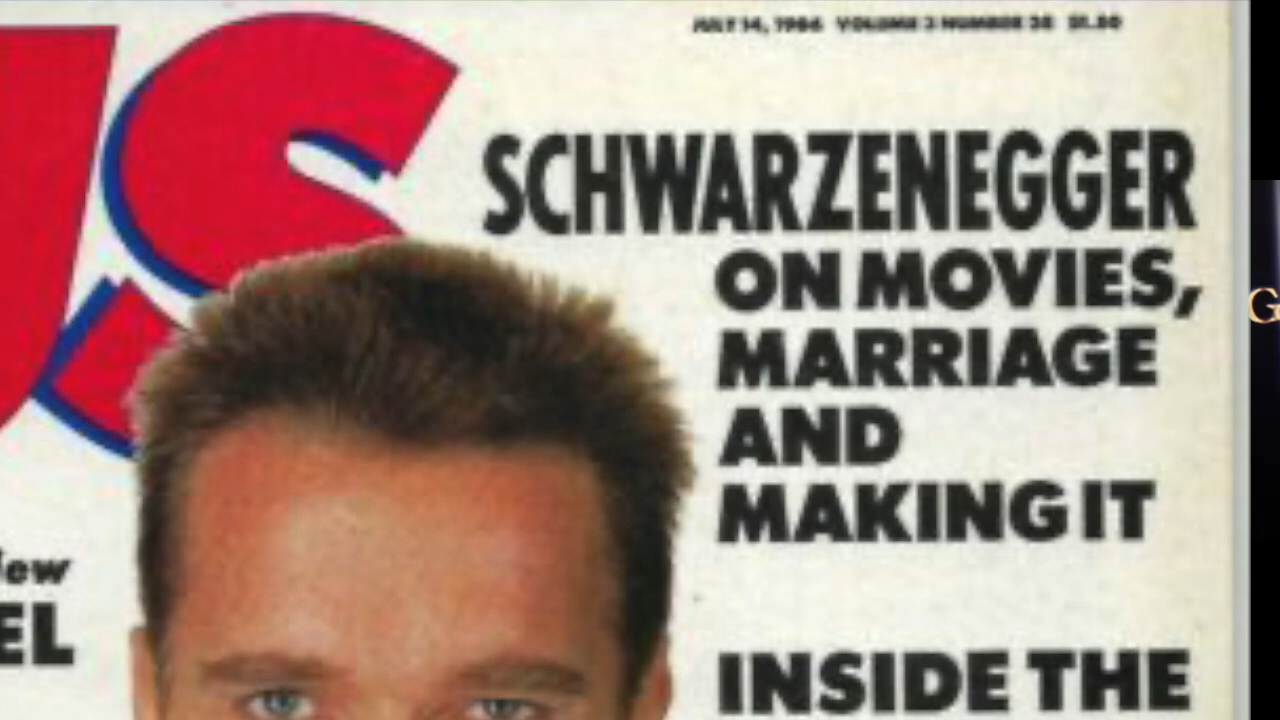 US
JULY 14, 1986 VOLUME 3 NUMBER 38 $1.50
SCHWARZENEGGER
ON MOVIES,
MARRIAGE
AND
MAKING IT
iew
EL
INSIDE THE
G